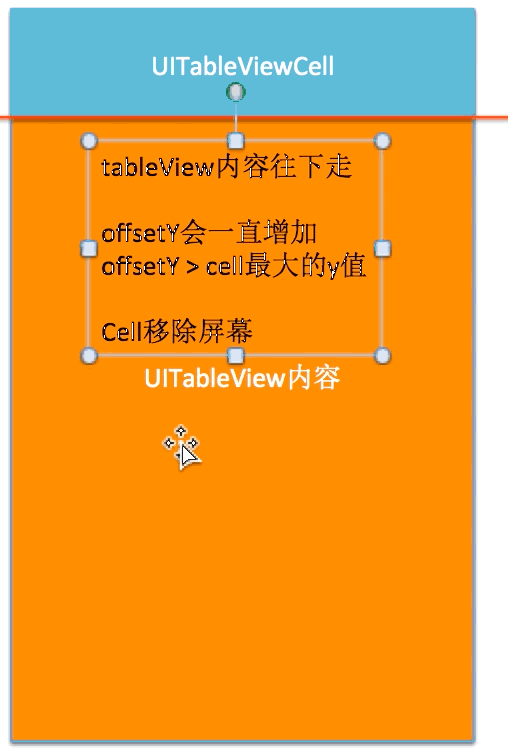 UITableViewCell
tableView内容往下走
offsetY会一直增加
offsetY > cell最大的y值
Cell移除屏幕
UITableView内容